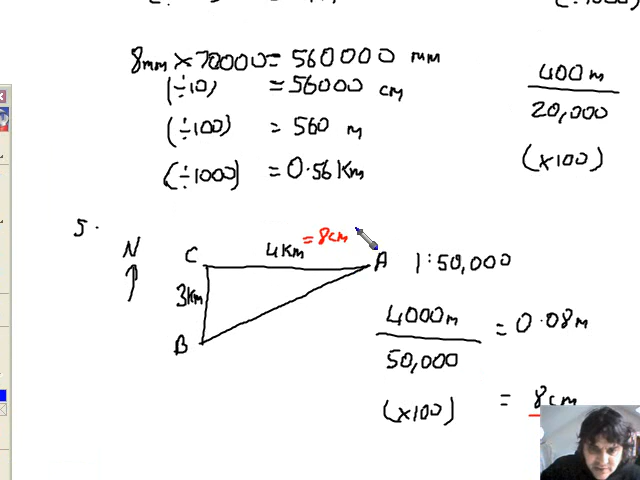 8mm × 70000 = 560000 mm
(÷10) = 56000 cm
(÷100) = 560 m
(÷1000) = 0.56 Km
400m
20,000
(×100)
5.
N
C
4Km = 8cm
A
1:50,000
3Km
B
4000m
50,000
= 0.08m
(×100) = 8cm